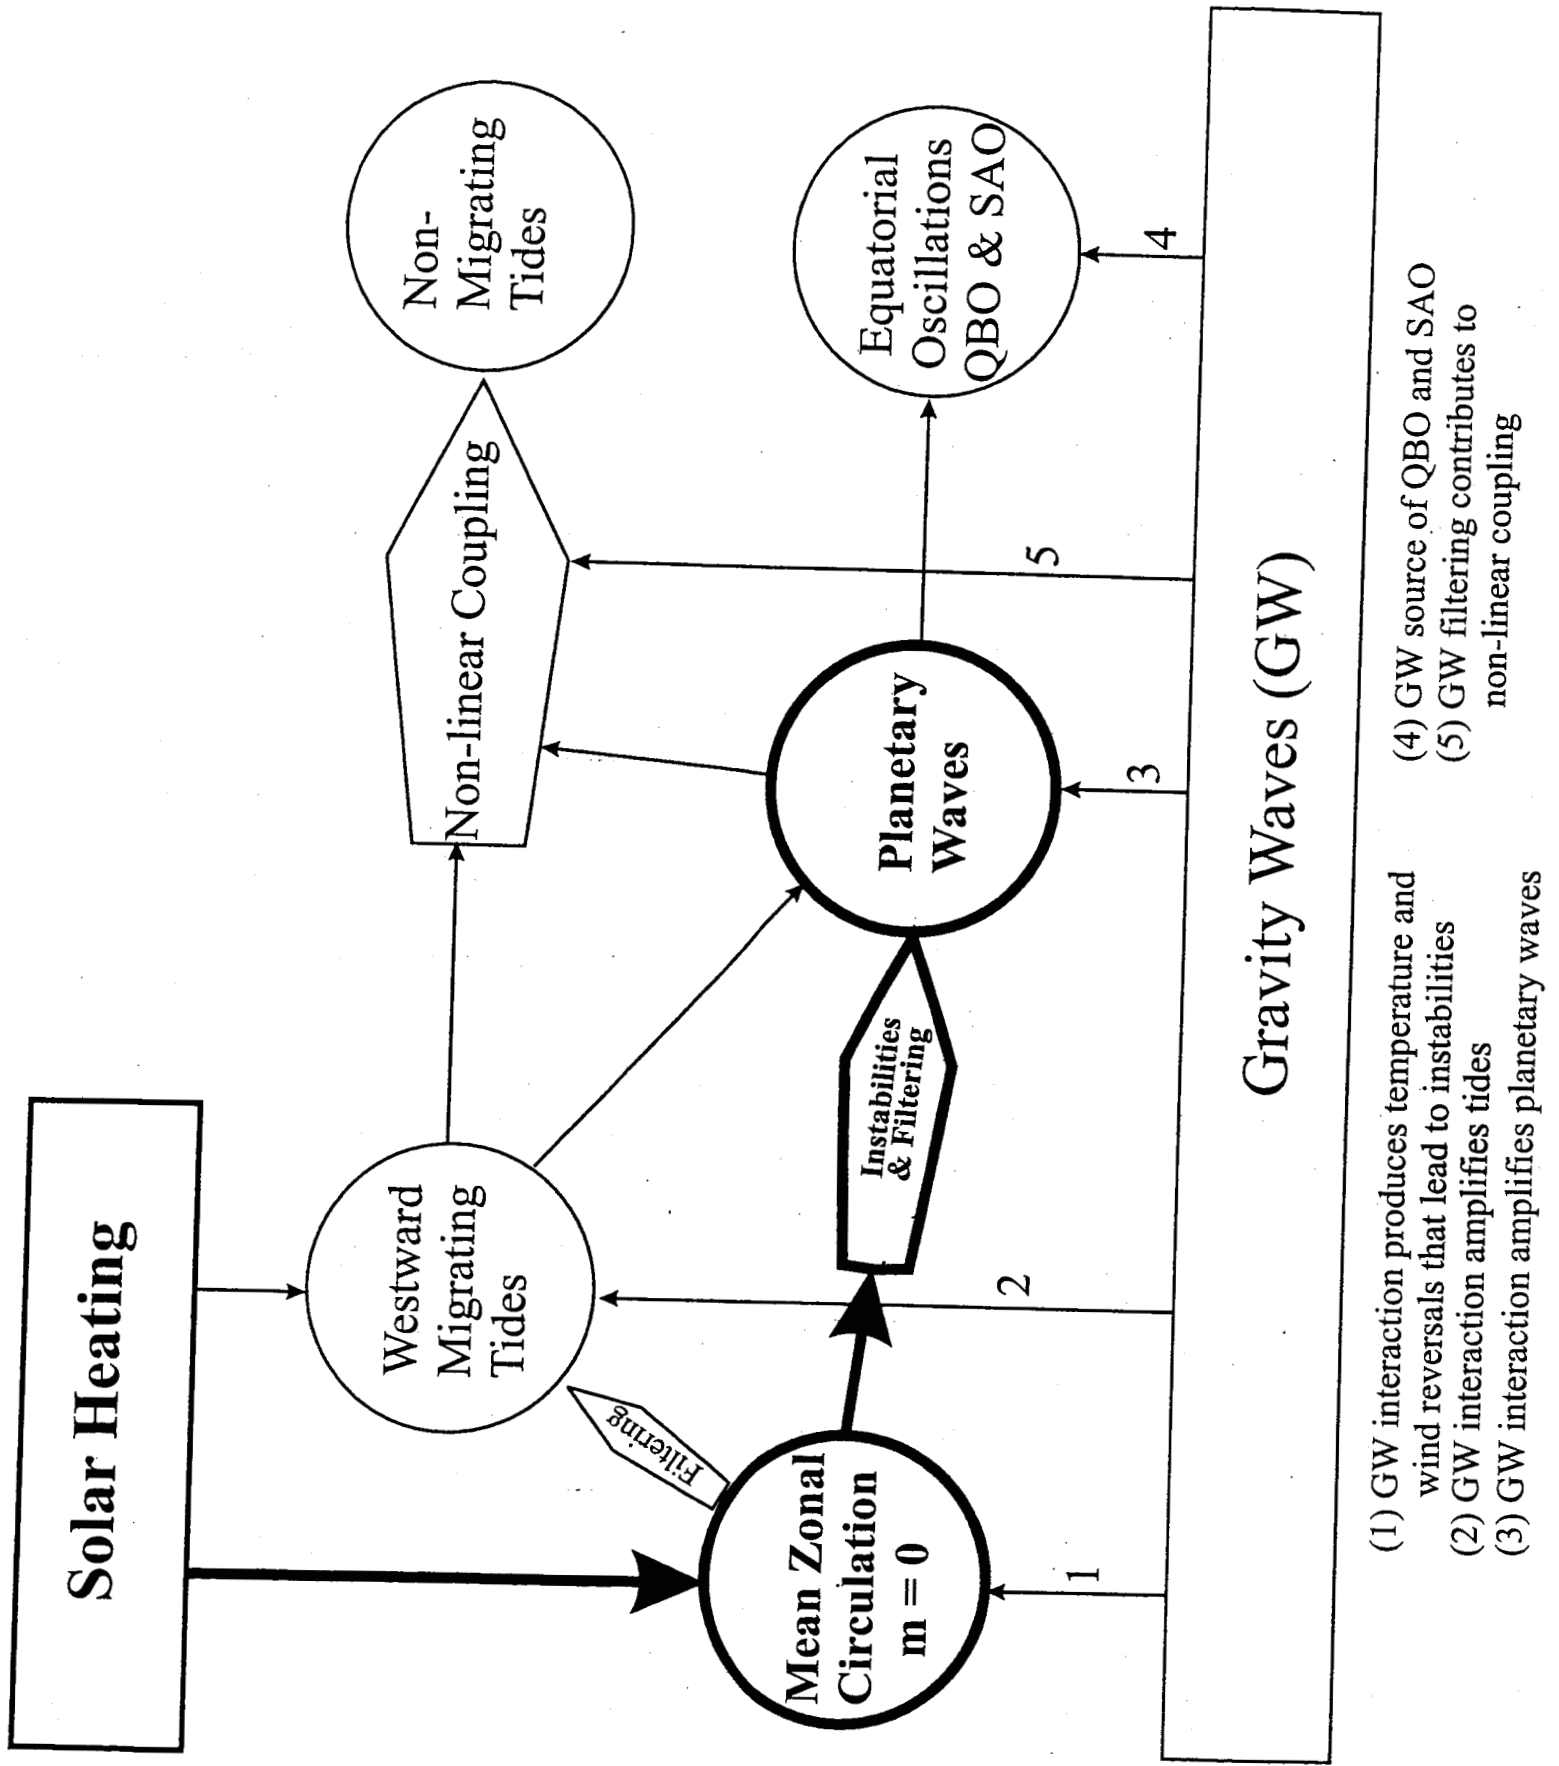 Solar Heating
Westward
Migrating
Tides
Non-linear Coupling
Non-
Migrating
Tides
Filtering
Mean Zonal
Circulation
m = 0
Instabilities
& Filtering
Planetary
Waves
Equatorial
Oscillations
QBO & SAO
1
2
3
5
4
Gravity Waves (GW)
(1) GW interaction produces temperature and
wind reversals that lead to instabilities
(2) GW interaction amplifies tides
(3) GW interaction amplifies planetary waves
(4) GW source of QBO and SAO
(5) GW filtering contributes to
non-linear coupling